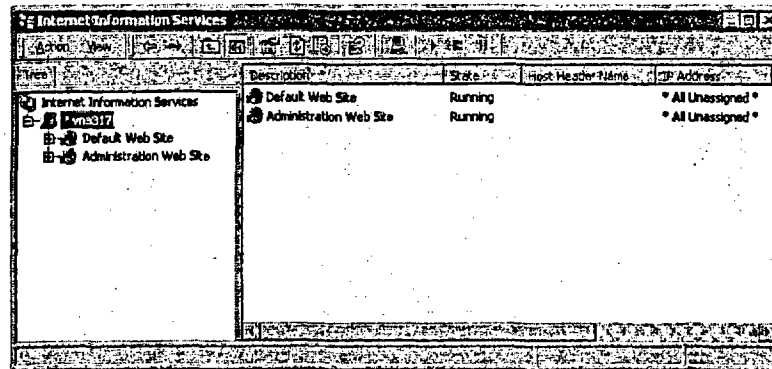 Internet Information Services
Action View
Tree
Description State Host Header Name IP Address
Internet Information Services
Default Web Site
Administration Web Site
Default Web Site Running * All Unassigned *
Administration Web Site Running * All Unassigned *